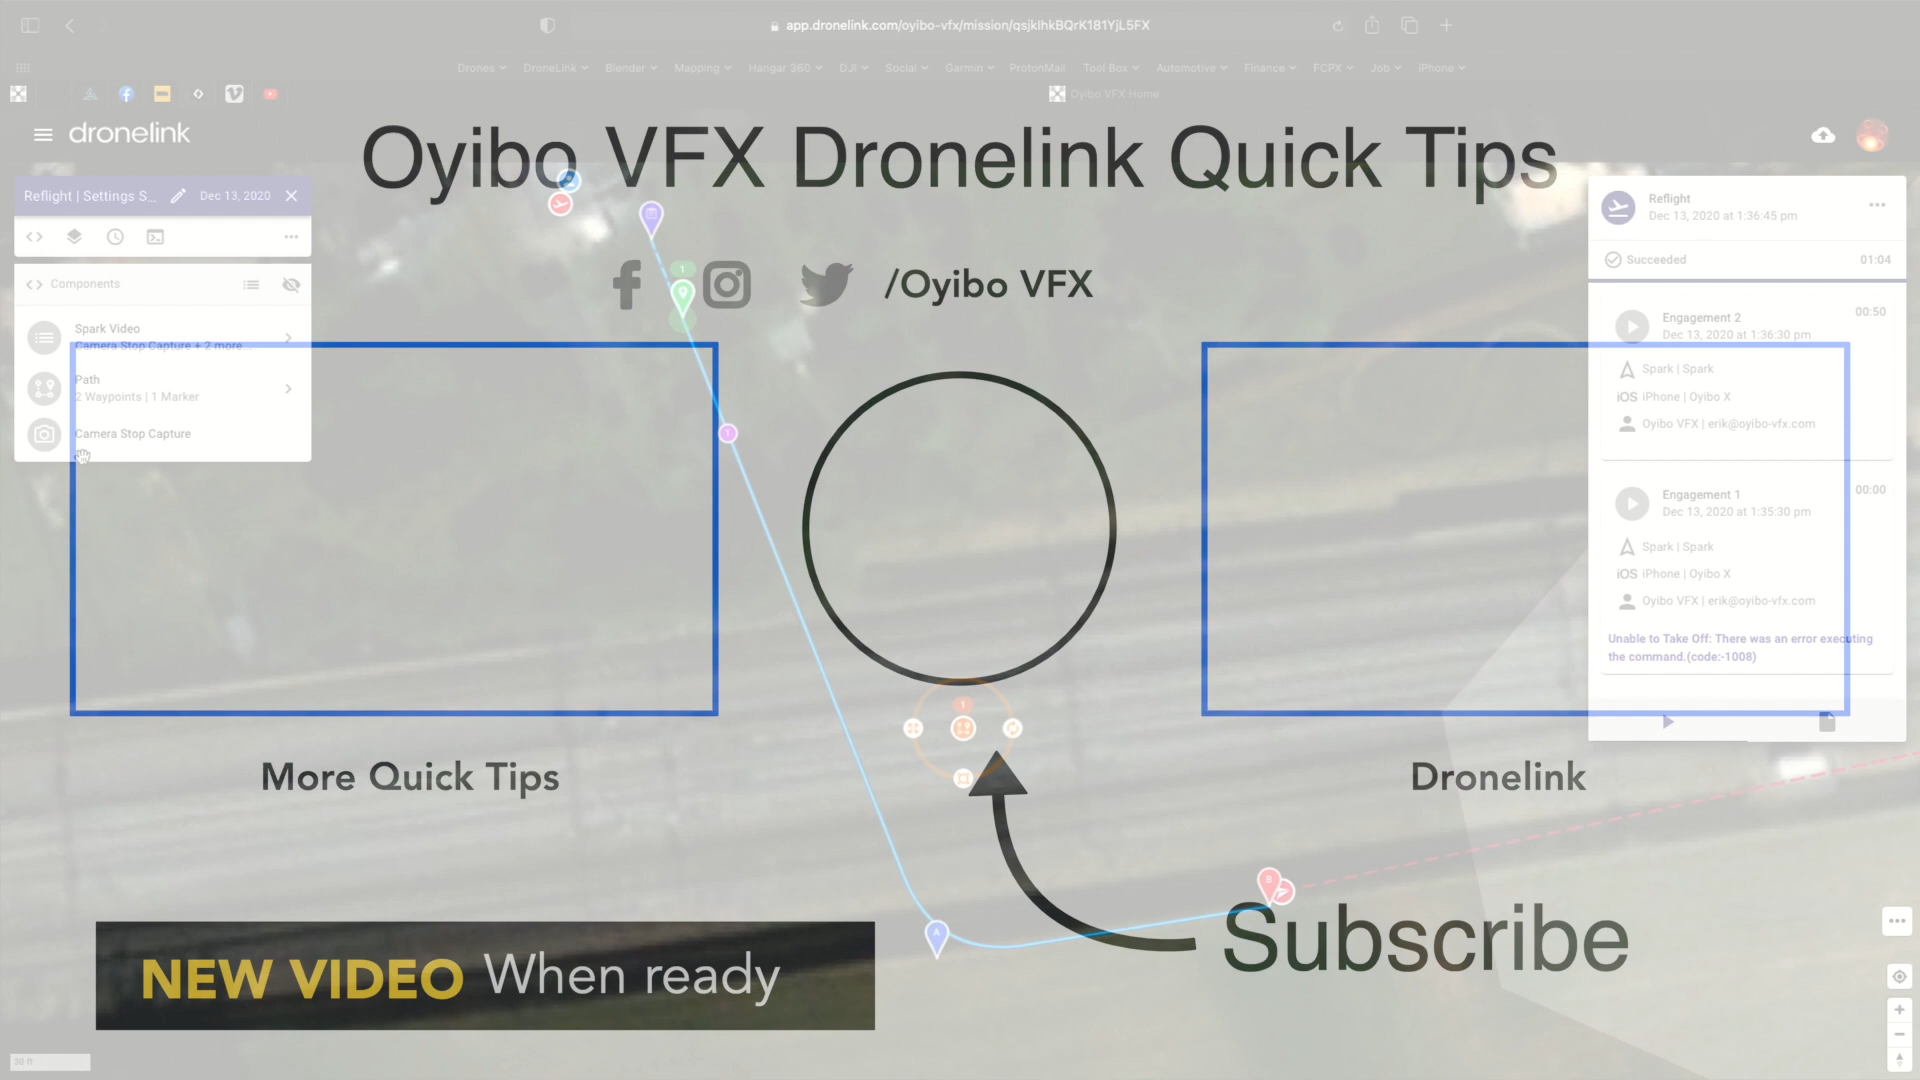 app.dronelink.com/oyibo-vfx/mission/qsjklhkBQrK181YjL5FX
Drones DroneLink Blender Mapping Hangar 360 DJI Social Garmin ProtonMail Tool Box Automotive Finance FCPX Job iPhone
Oyibo VFX Home
dronelink
Oyibo VFX Dronelink Quick Tips
Reflight | Settings S... Dec 13, 2020
Reflight
Dec 13, 2020 at 1:36:45 pm
/Oyibo VFX
Succeeded 01:04
Components
Spark Video
Camera Stop Capture + 2 more...
Path
2 Waypoints | 1 Marker
Camera Stop Capture
1
1
Engagement 2 00:50
Dec 13, 2020 at 1:36:30 pm
Spark | Spark
iOS iPhone | Oyibo X
Oyibo VFX | erik@oyibo-vfx.com
Engagement 1 00:00
Dec 13, 2020 at 1:35:30 pm
Spark | Spark
iOS iPhone | Oyibo X
Oyibo VFX | erik@oyibo-vfx.com
Unable to Take Off: There was an error executing
the command.(code:-1008)
1
More Quick Tips
Dronelink
B
A
Subscribe
NEW VIDEO When ready
30 ft